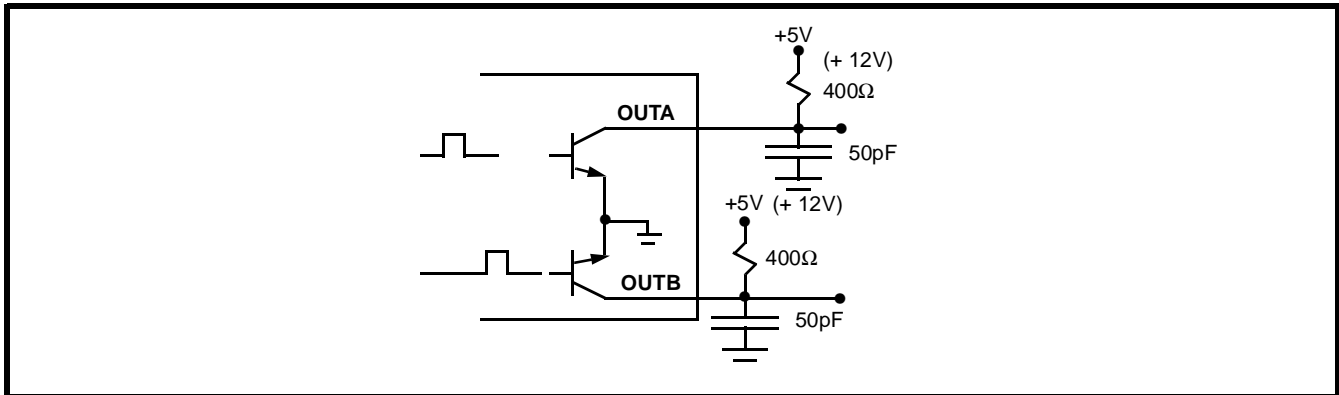 +5V
(+ 12V)
400Ω
OUTA
50pF
+5V (+ 12V)
400Ω
OUTB
50pF